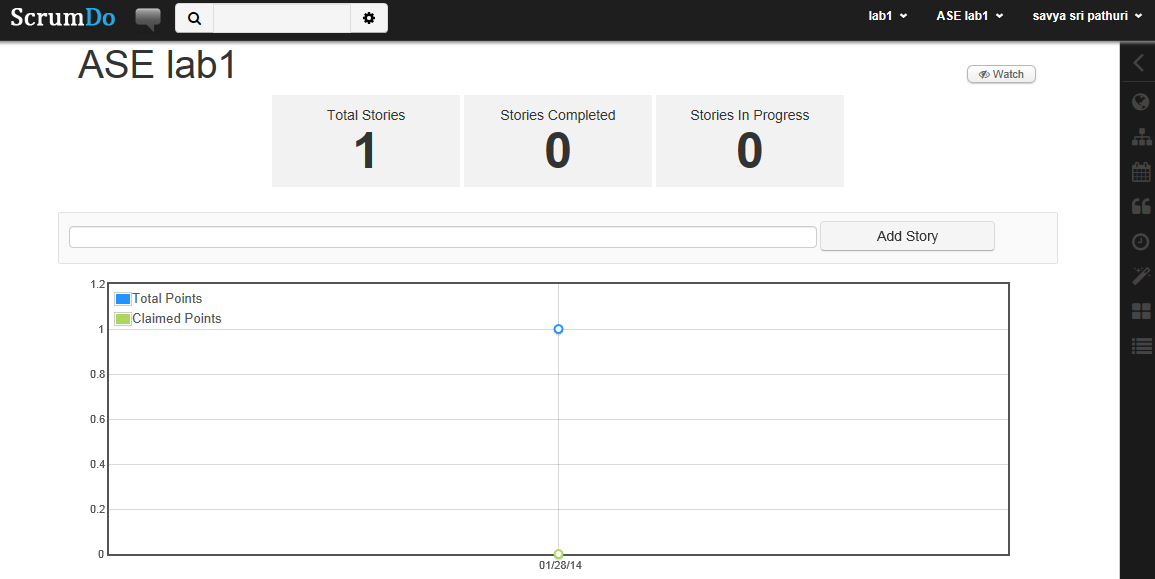 ScrumDo lab1 ASE lab1 savya sri pathuri
ASE lab1
Watch
Total Stories Stories Completed Stories In Progress
1 0 0
Add Story
1.2
Total Points
Claimed Points
1
0.8
0.6
0.4
0.2
0
01/28/14